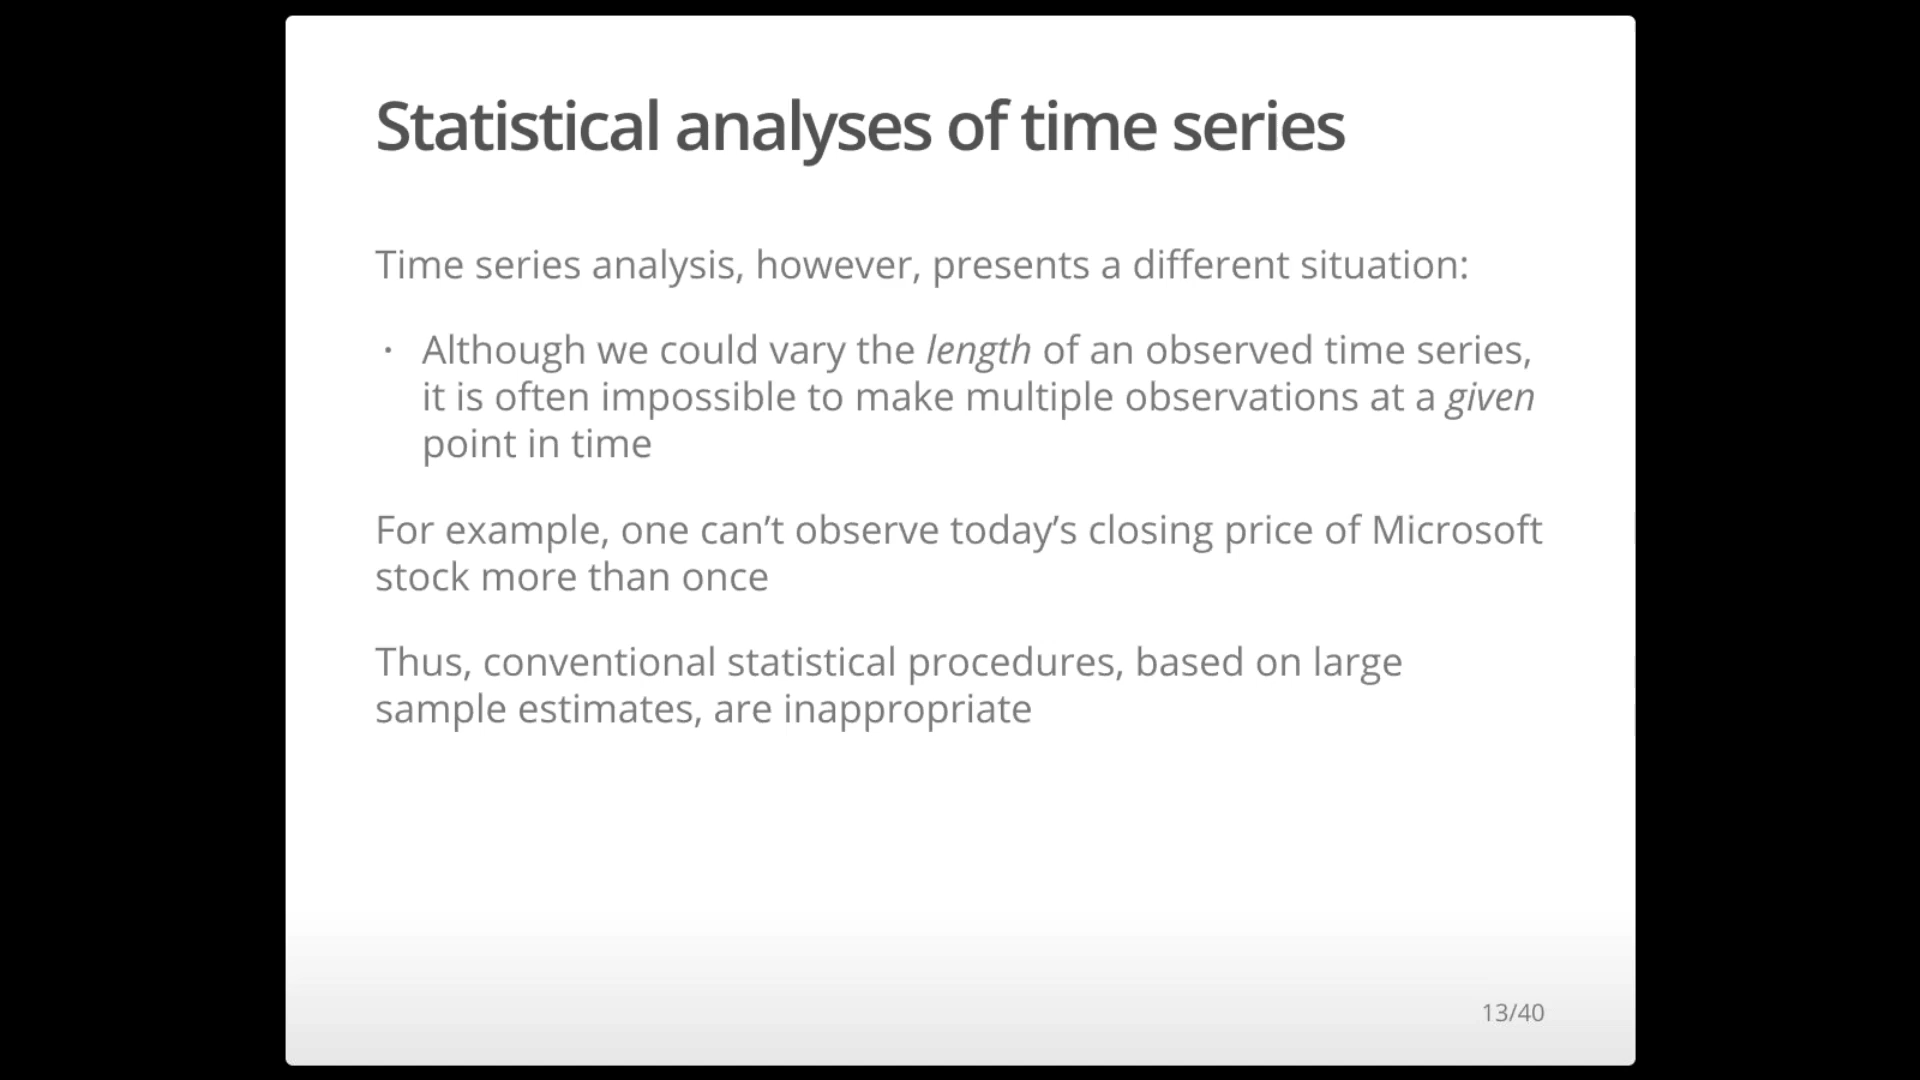 Statistical analyses of time series
Time series analysis, however, presents a different situation:
· Although we could vary the length of an observed time series,
it is often impossible to make multiple observations at a given
point in time
For example, one can’t observe today’s closing price of Microsoft
stock more than once
Thus, conventional statistical procedures, based on large
sample estimates, are inappropriate
13/40